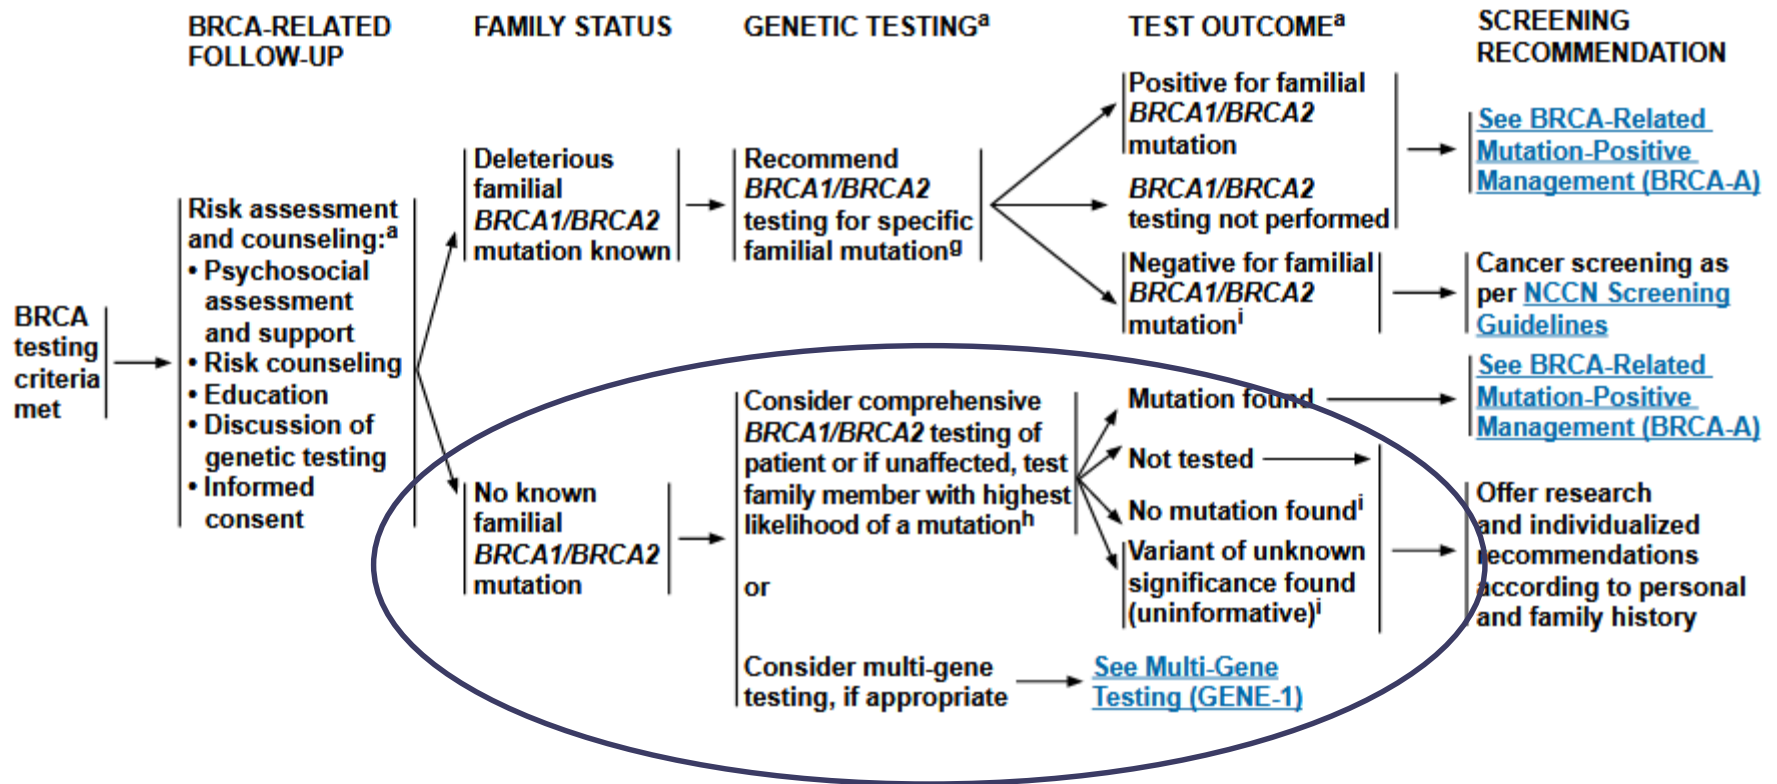 BRCA-RELATED
FOLLOW-UP
FAMILY STATUS
GENETIC TESTINGa
TEST OUTCOMEa
SCREENING
RECOMMENDATION
BRCA
testing
criteria
met
Risk assessment
and counseling:a
• Psychosocial
assessment
and support
• Risk counseling
• Education
• Discussion of
genetic testing
• Informed
consent
Deleterious
familial
BRCA1/BRCA2
mutation known
Recommend
BRCA1/BRCA2
testing for specific
familial mutationg
Positive for familial
BRCA1/BRCA2
mutation
BRCA1/BRCA2
testing not performed
See BRCA-Related
Mutation-Positive
Management (BRCA-A)
Negative for familial
BRCA1/BRCA2
mutationi
Cancer screening as
per NCCN Screening
Guidelines
No known
familial
BRCA1/BRCA2
mutation
Consider comprehensive
BRCA1/BRCA2 testing of
patient or if unaffected, test
family member with highest
likelihood of a mutationh
or
Consider multi-gene
testing, if appropriate
Mutation found
See BRCA-Related
Mutation-Positive
Management (BRCA-A)
Not tested
No mutation foundi
Variant of unknown
significance found
(uninformative)i
Offer research
and individualized
recommendations
according to personal
and family history
See Multi-Gene
Testing (GENE-1)